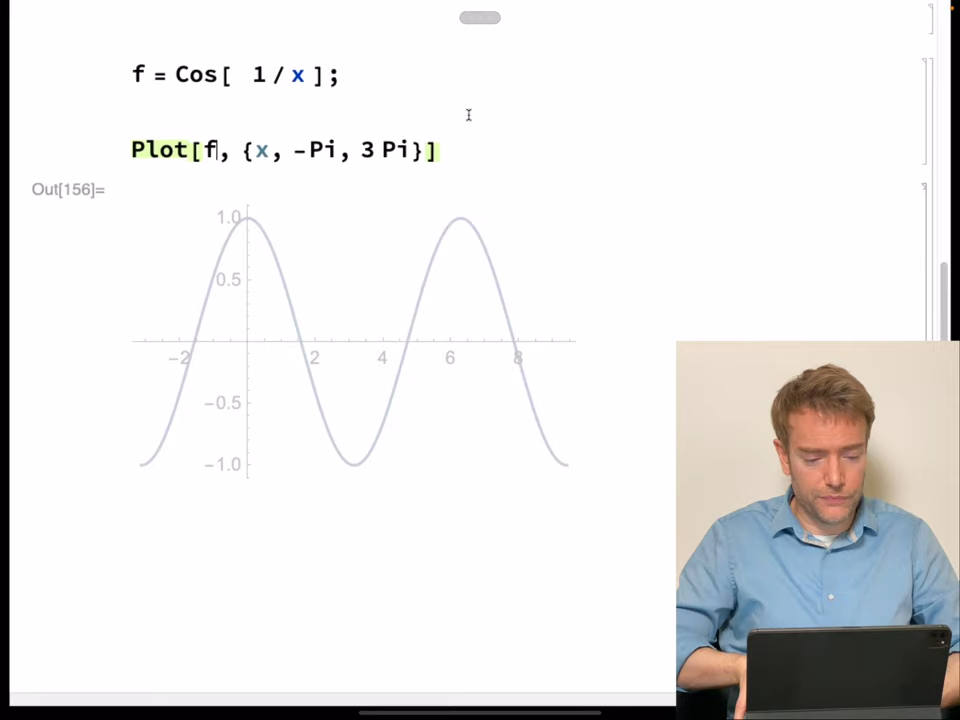 f = Cos[ 1 / x ];
Plot[f, {x, -Pi, 3 Pi}]
Out[156]=
1.0
0.5
-2 2 4 6 8
-0.5
-1.0